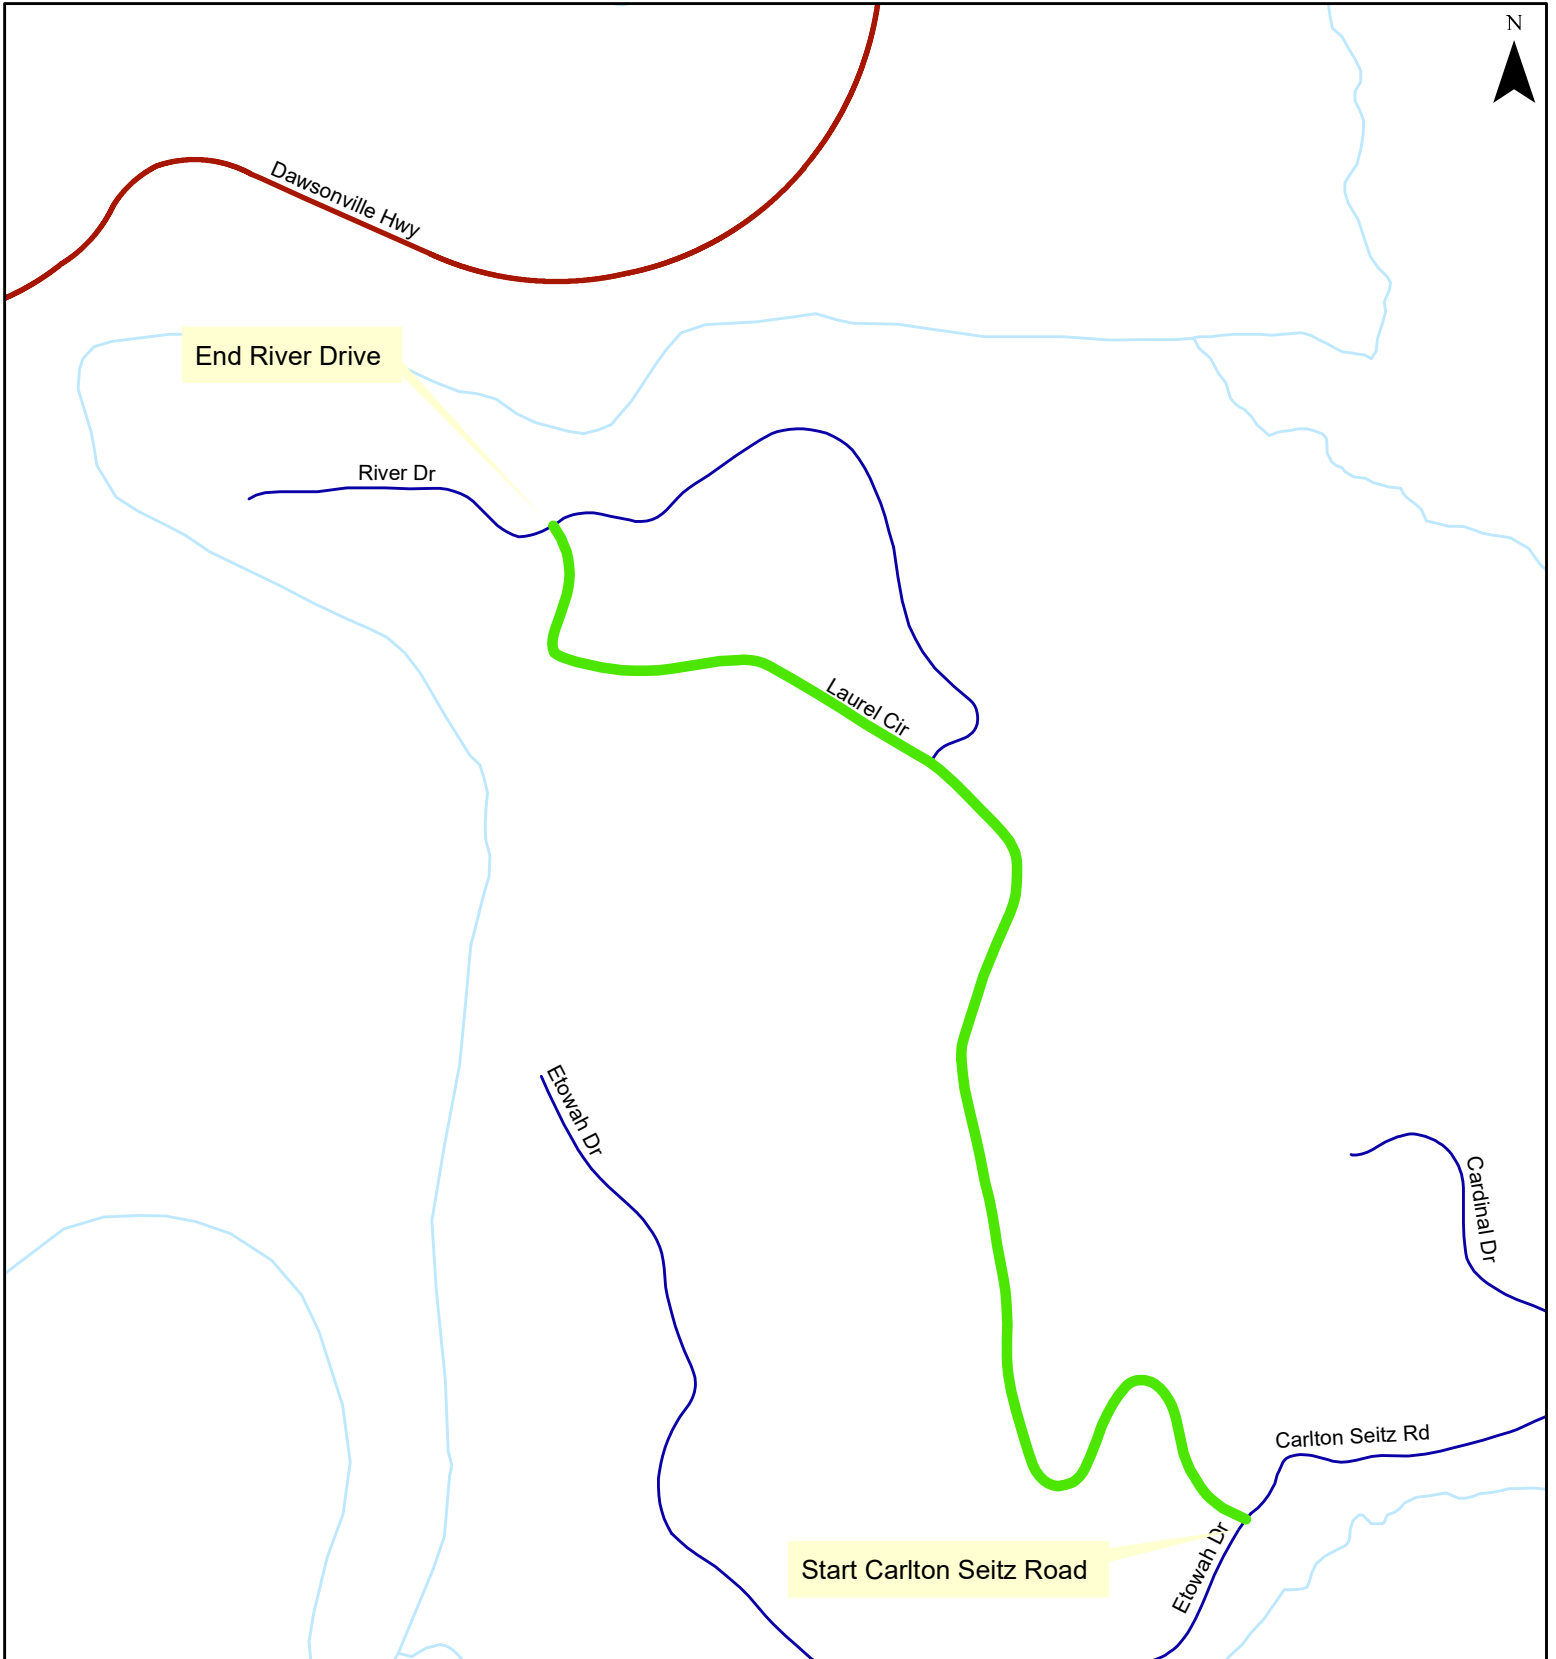 N
Dawsonville Hwy
End River Drive
River Dr
Laurel Cir
Etowah Dr
Cardinal Dr
Carlton Seitz Rd
Etowah Dr
Start Carlton Seitz Road